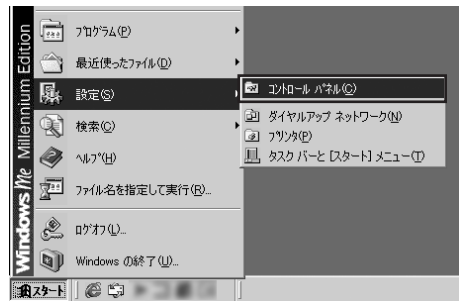 Windows Me Millennium Edition
ﾌﾟﾛｸﾞﾗﾑ(P)
最近使ったﾌｧｲﾙ(D)
設定(S)
検索(C)
ﾍﾙﾌﾟ(H)
ﾌｧｲﾙ名を指定して実行(R)...
ﾛｸﾞｵﾌ(L)...
Windows の終了(U)...
ｺﾝﾄﾛｰﾙ ﾊﾟﾈﾙ(C)
ﾀﾞｲﾔﾙｱｯﾌﾟ ﾈｯﾄﾜｰｸ(N)
ﾌﾟﾘﾝﾀ(P)
ﾀｽｸ ﾊﾞｰと [ｽﾀｰﾄ] ﾒﾆｭｰ(T)
ｽﾀｰﾄ